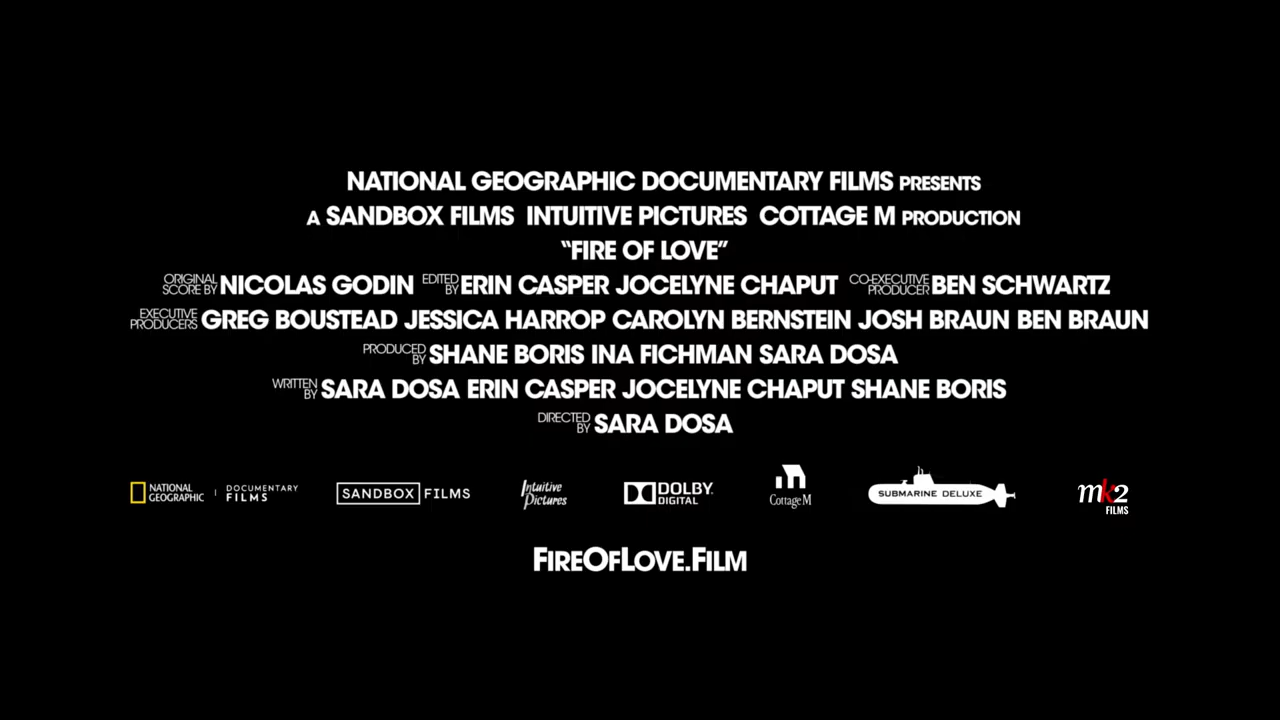 NATIONAL GEOGRAPHIC DOCUMENTARY FILMS PRESENTS
A SANDBOX FILMS INTUITIVE PICTURES COTTAGE M PRODUCTION
“FIRE OF LOVE”
ORIGINAL SCORE BY NICOLAS GODIN EDITED BY ERIN CASPER JOCELYNE CHAPUT CO-EXECUTIVE PRODUCER BEN SCHWARTZ
EXECUTIVE PRODUCERS GREG BOUSTEAD JESSICA HARROP CAROLYN BERNSTEIN JOSH BRAUN BEN BRAUN
PRODUCED BY SHANE BORIS INA FICHMAN SARA DOSA
WRITTEN BY SARA DOSA ERIN CASPER JOCELYNE CHAPUT SHANE BORIS
DIRECTED BY SARA DOSA
NATIONAL GEOGRAPHIC | DOCUMENTARY FILMS SANDBOX FILMS Intuitive Pictures DOLBY DIGITAL Cottage M SUBMARINE DELUXE mk2 FILMS
FIREOFLOVE.FILM